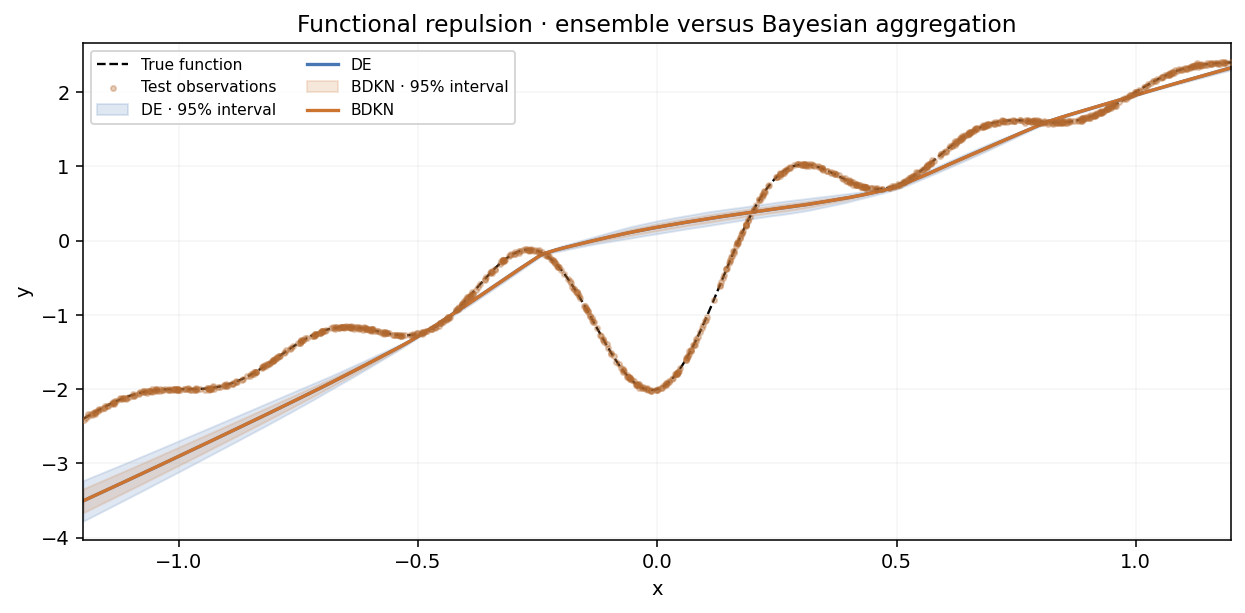 Functional repulsion · ensemble versus Bayesian aggregation
True function
Test observations
DE · 95% interval
DE
BDKN · 95% interval
BDKN
y
2
1
0
−1
−2
−3
−4
−1.0
−0.5
0.0
0.5
1.0
x